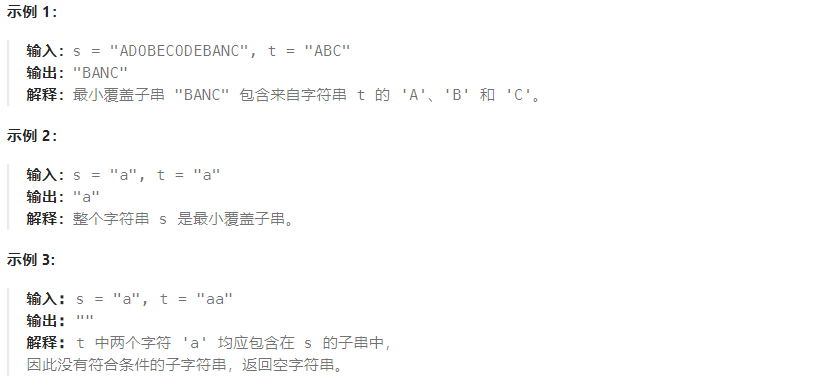 示例 1：
输入：s = "ADOBECODEBANC", t = "ABC"
输出："BANC"
解释：最小覆盖子串 "BANC" 包含来自字符串 t 的 'A'、'B' 和 'C'。
示例 2：
输入：s = "a", t = "a"
输出："a"
解释：整个字符串 s 是最小覆盖子串。
示例 3:
输入: s = "a", t = "aa"
输出: ""
解释: t 中两个字符 'a' 均应包含在 s 的子串中，
因此没有符合条件的子字符串，返回空字符串。